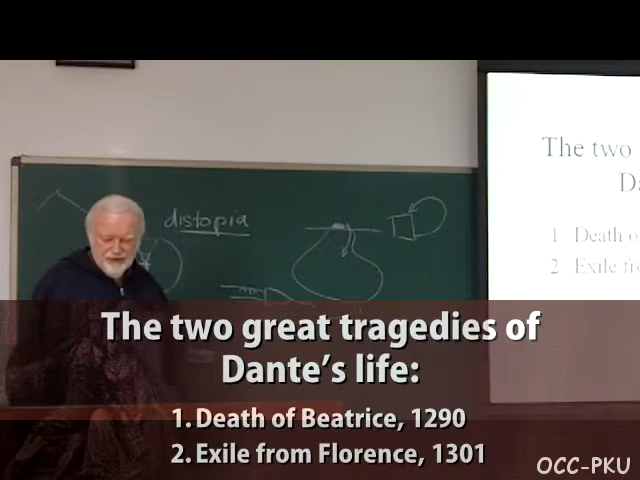 distopia
The two
Da
1 Death o
2 Exile fr
The two great tragedies of
Dante's life:
1. Death of Beatrice, 1290
2. Exile from Florence, 1301
OCC-PKU